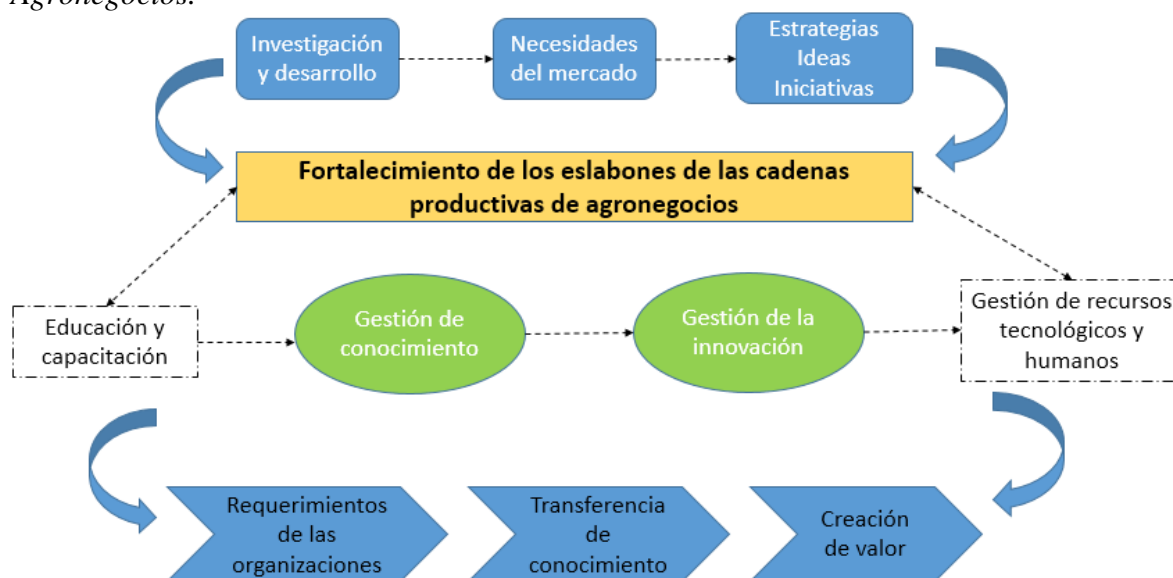 Agronegocios.
Investigación
y desarrollo
Necesidades
del mercado
Estrategias
Ideas
Iniciativas
Fortalecimiento de los eslabones de las cadenas
productivas de agronegocios
Educación y
capacitación
Gestión de
conocimiento
Gestión de la
innovación
Gestión de recursos
tecnológicos y
humanos
Requerimientos
de las
organizaciones
Transferencia
de
conocimiento
Creación
de valor